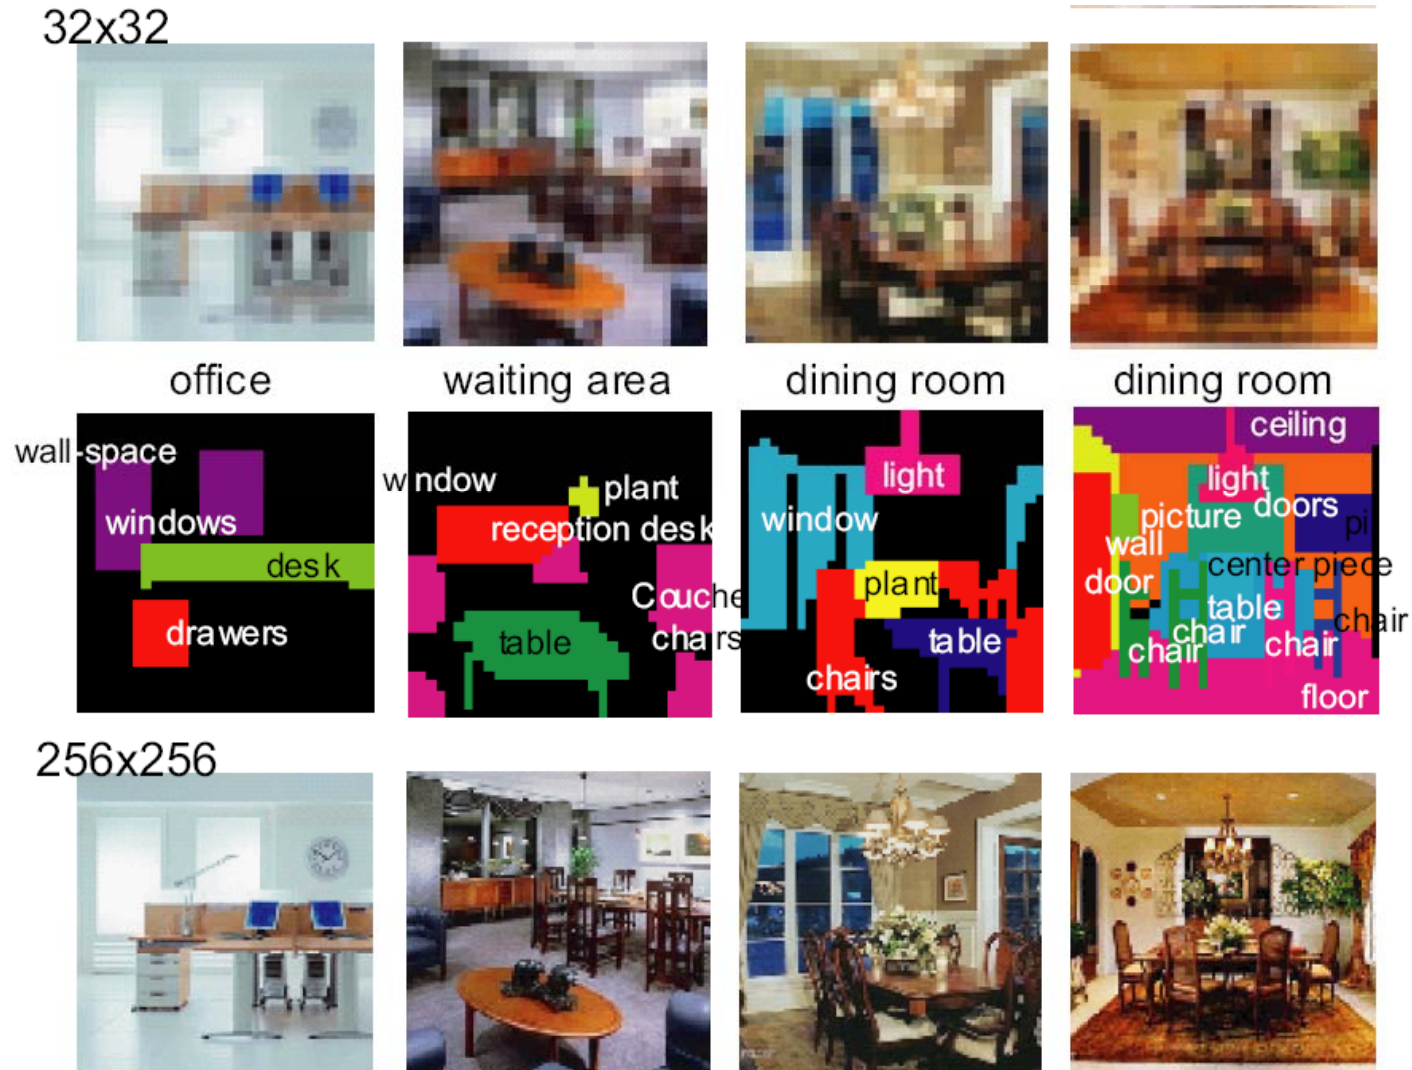 32x32
office
waiting area
dining room
dining room
wall-space
windows
desk
drawers
window
plant
reception desk
Couche
chairs
table
light
window
plant
table
chairs
ceiling
light
doors
picture
pi
wall
center piece
door
table
chair
chair
chair
chair
floor
256x256